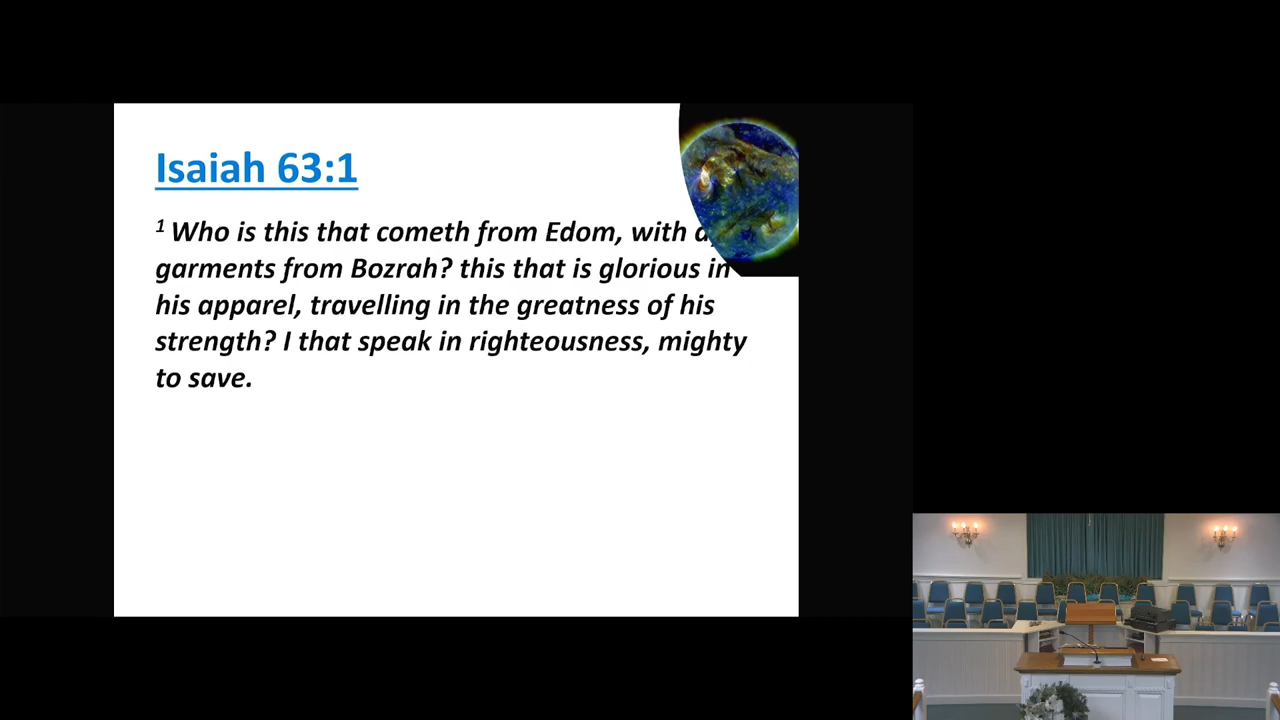 Isaiah 63:1
1 Who is this that cometh from Edom, with
garments from Bozrah? this that is glorious in
his apparel, travelling in the greatness of his
strength? I that speak in righteousness, mighty
to save.